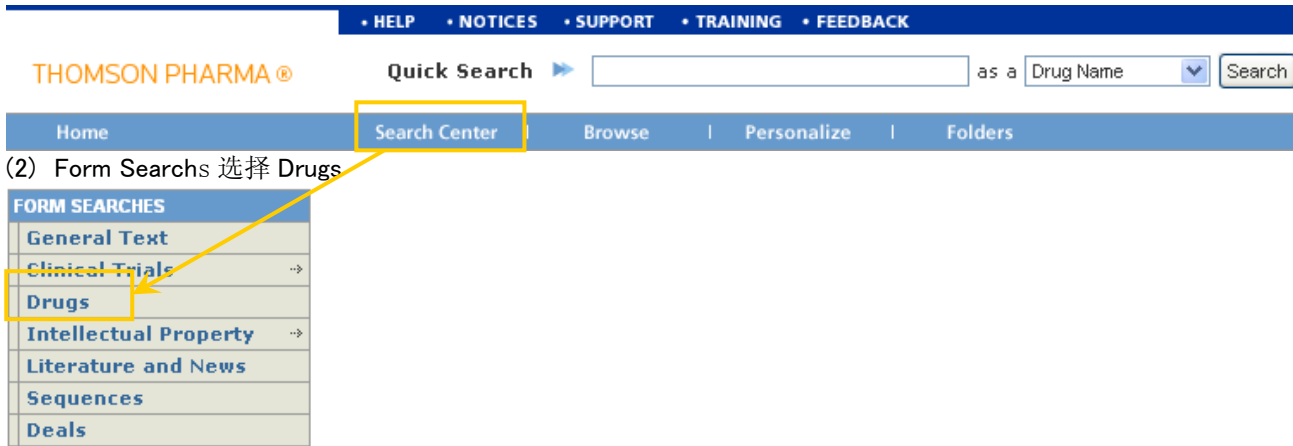 • HELP • NOTICES • SUPPORT • TRAINING • FEEDBACK
THOMSON PHARMA ® Quick Search as a Drug Name Search
Home Search Center | Browse | Personalize | Folders
(2) Form Searchs 选择 Drugs
FORM SEARCHES
General Text
Clinical Trials
Drugs
Intellectual Property
Literature and News
Sequences
Deals